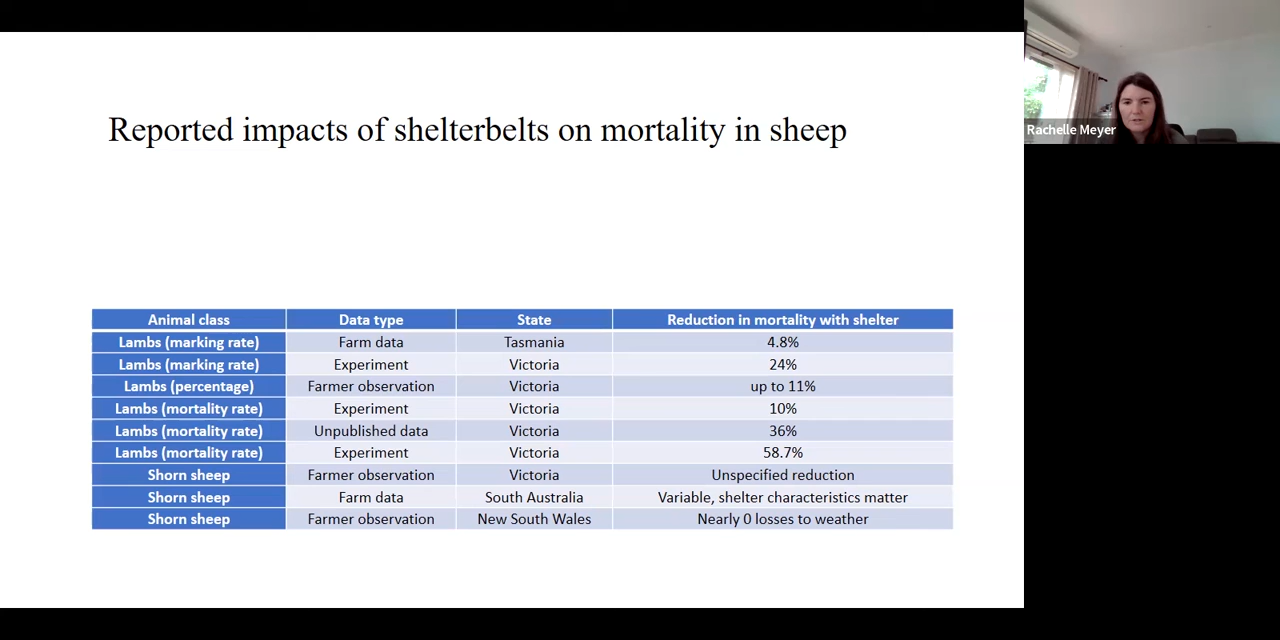 Reported impacts of shelterbelts on mortality in sheep
Rachelle Meyer
Animal class Data type State Reduction in mortality with shelter
Lambs (marking rate) Farm data Tasmania 4.8%
Lambs (marking rate) Experiment Victoria 24%
Lambs (percentage) Farmer observation Victoria up to 11%
Lambs (mortality rate) Experiment Victoria 10%
Lambs (mortality rate) Unpublished data Victoria 36%
Lambs (mortality rate) Experiment Victoria 58.7%
Shorn sheep Farmer observation Victoria Unspecified reduction
Shorn sheep Farm data South Australia Variable, shelter characteristics matter
Shorn sheep Farmer observation New South Wales Nearly 0 losses to weather